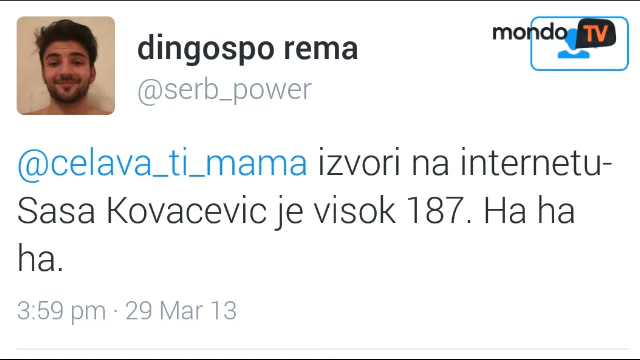 mondo TV
dingospo rema
@serb_power
@celava_ti_mama izvori na internetu-
Sasa Kovacevic je visok 187. Ha ha
ha.
3:59 pm · 29 Mar 13